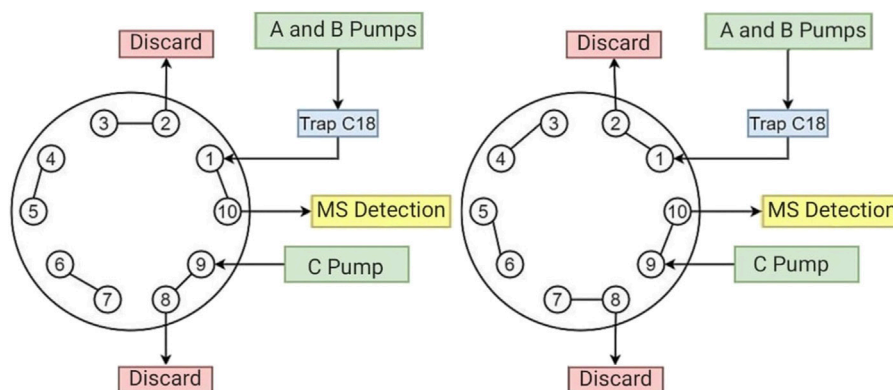 A and B Pumps
Discard
3
2
Trap C18
4
1
5
10
MS Detection
6
9
C Pump
7
8
Discard
A and B Pumps
Discard
3
2
Trap C18
4
1
5
10
MS Detection
6
9
C Pump
7
8
Discard